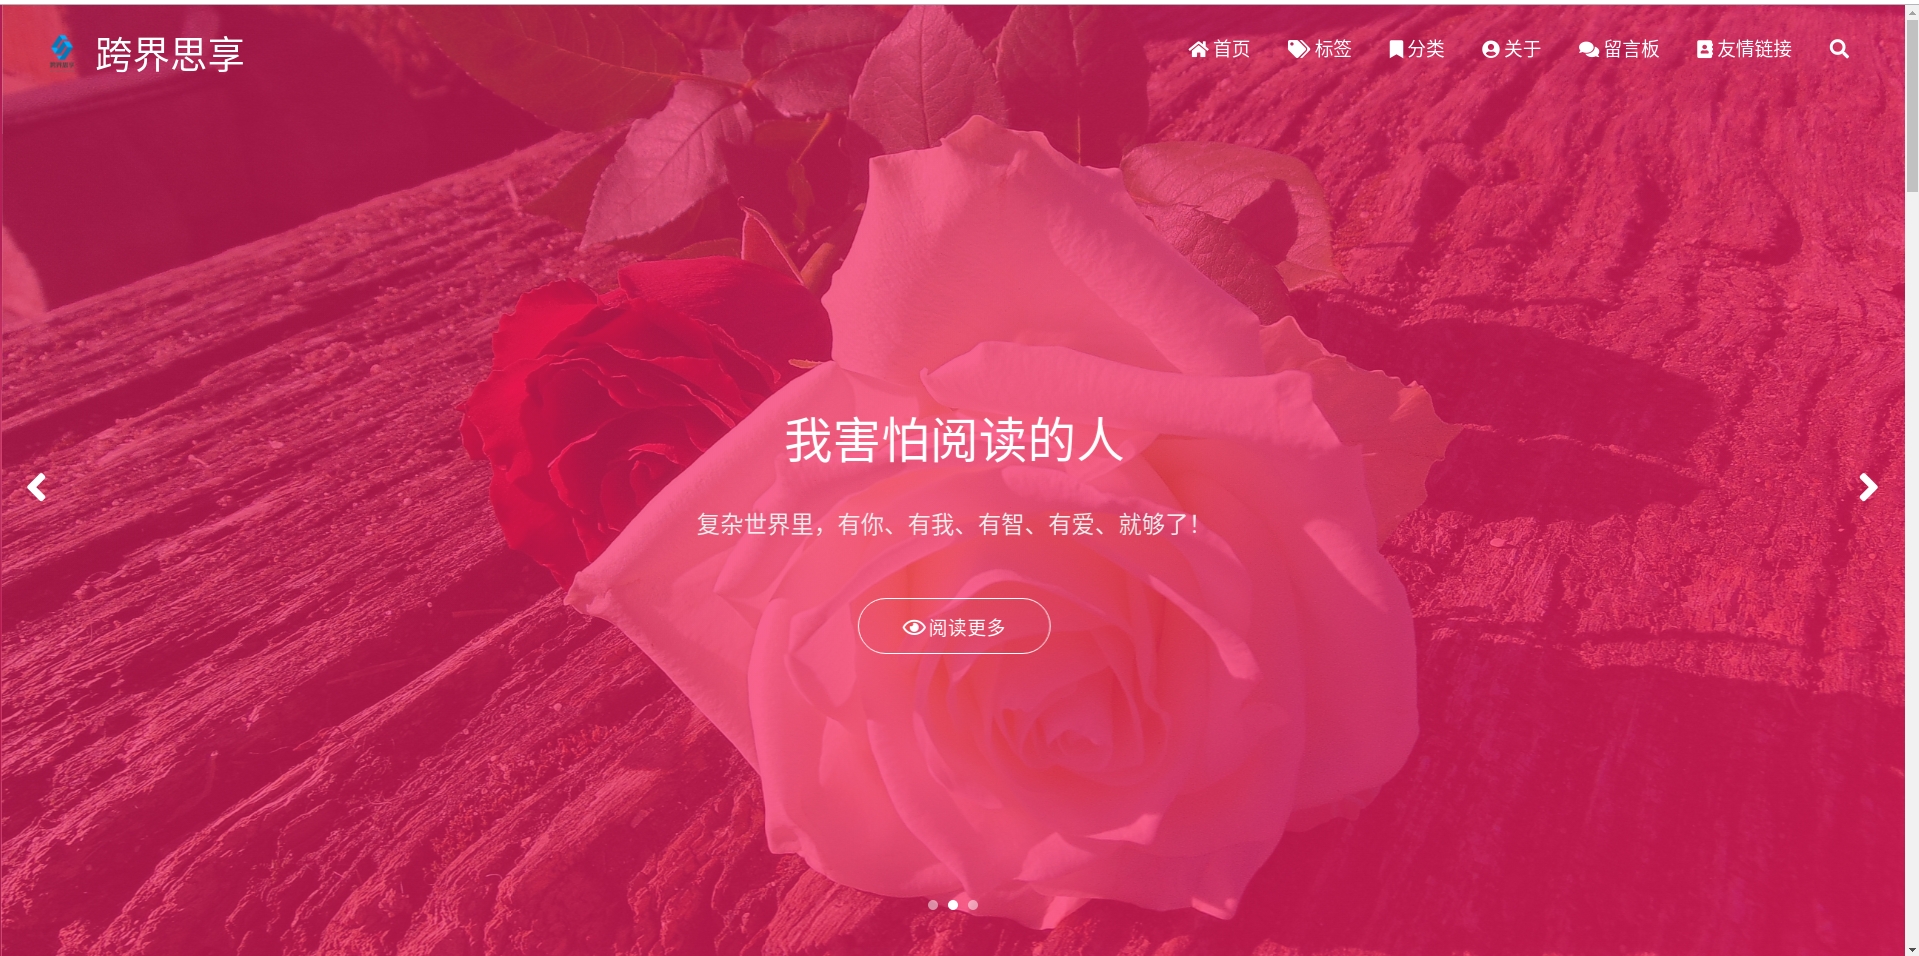 跨界思享
首页 标签 分类 关于 留言板 友情链接
我害怕阅读的人
复杂世界里，有你、有我、有智、有爱、就够了！
阅读更多